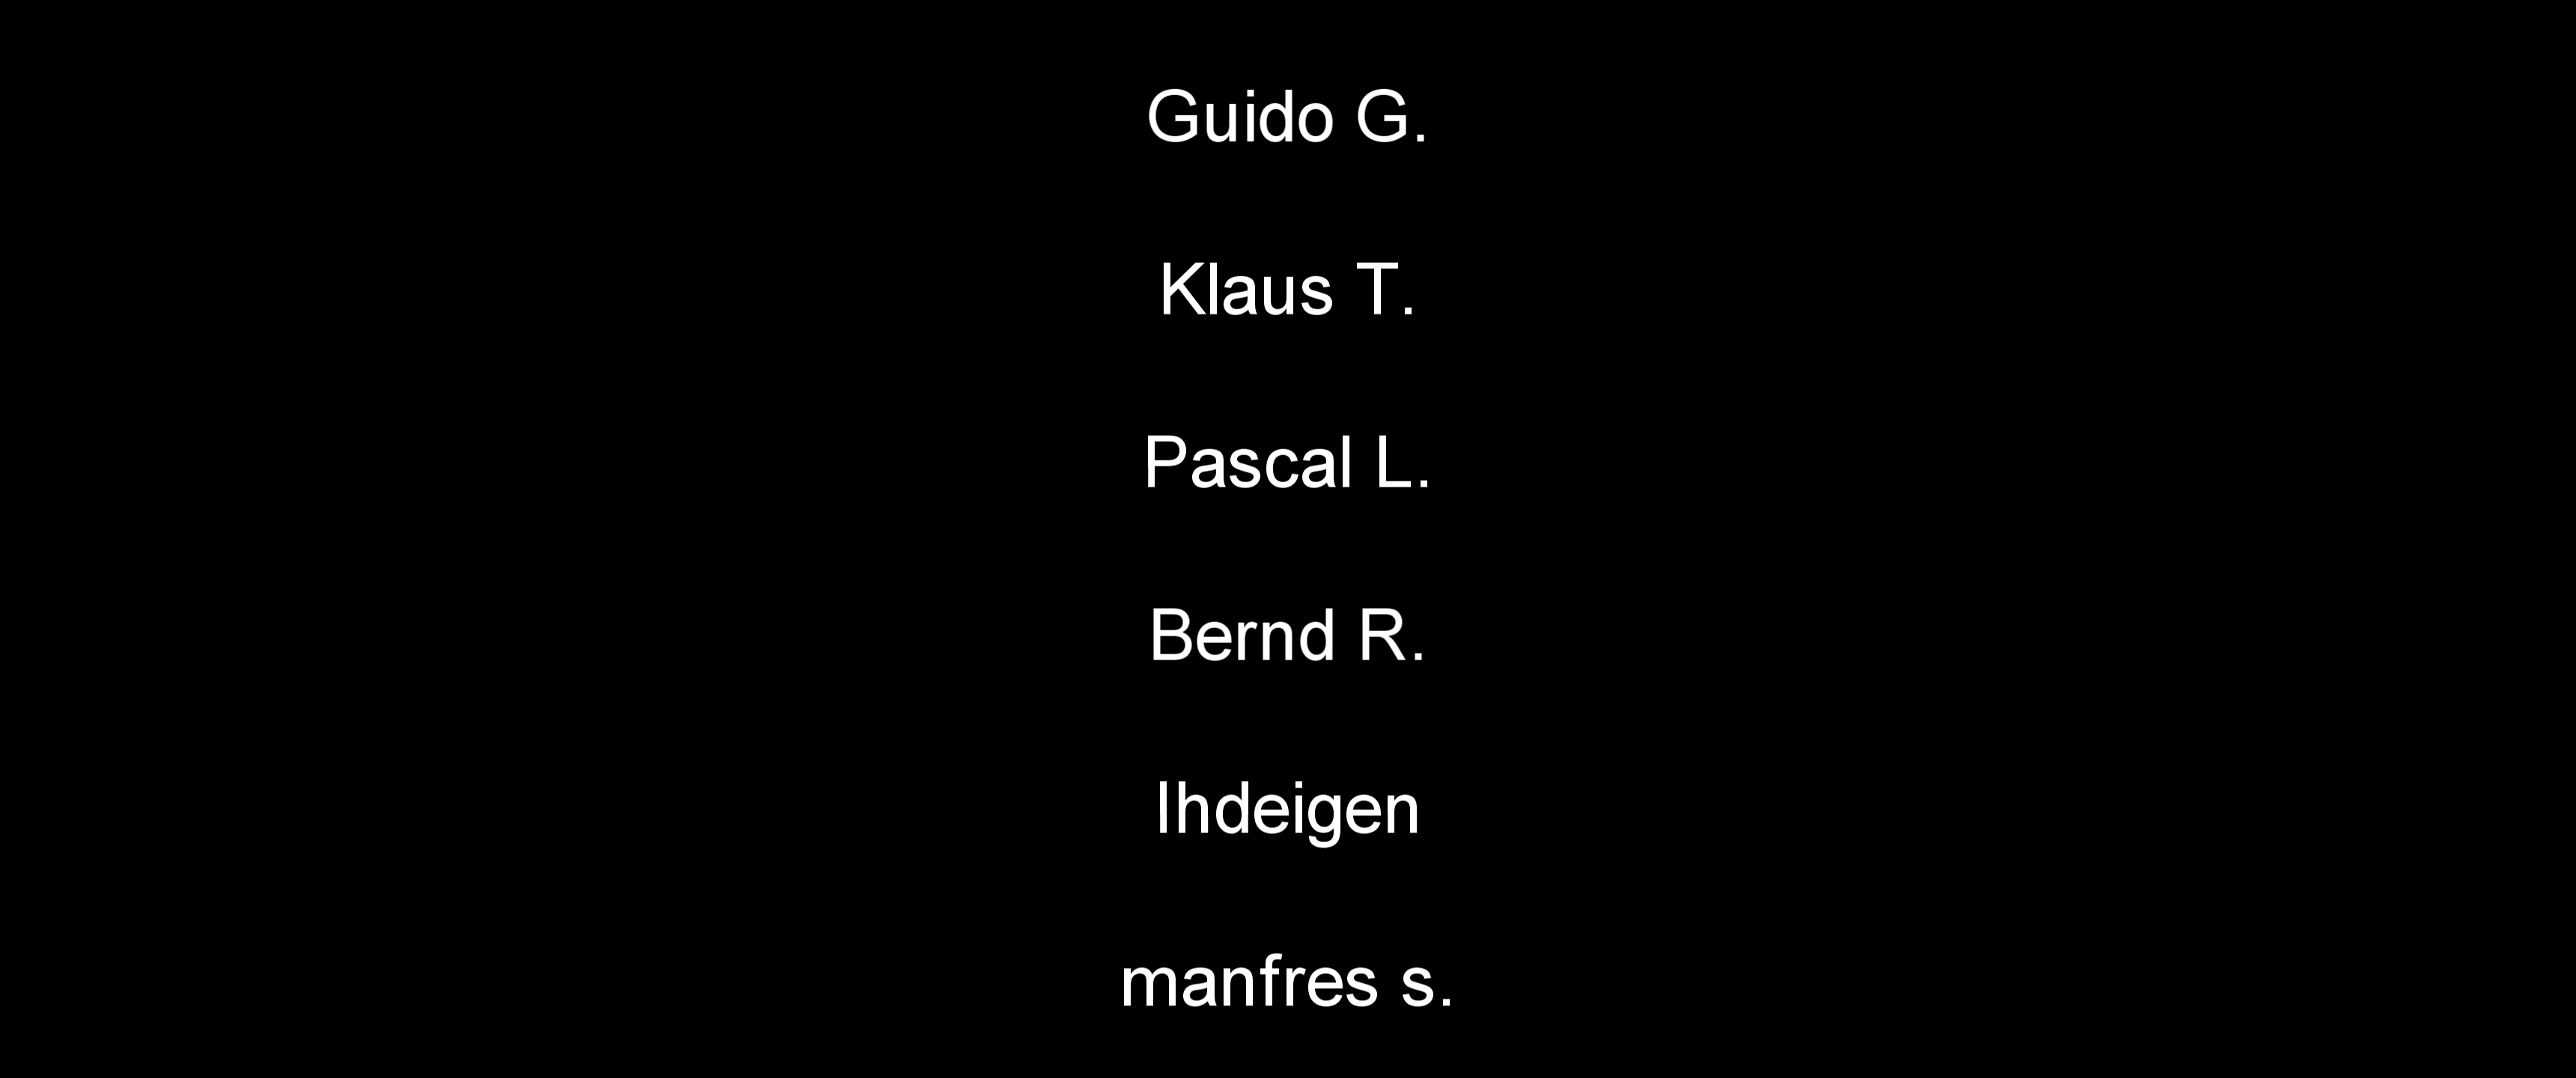 Guido G.
Klaus T.
Pascal L.
Bernd R.
Ihdeigen
manfres s.